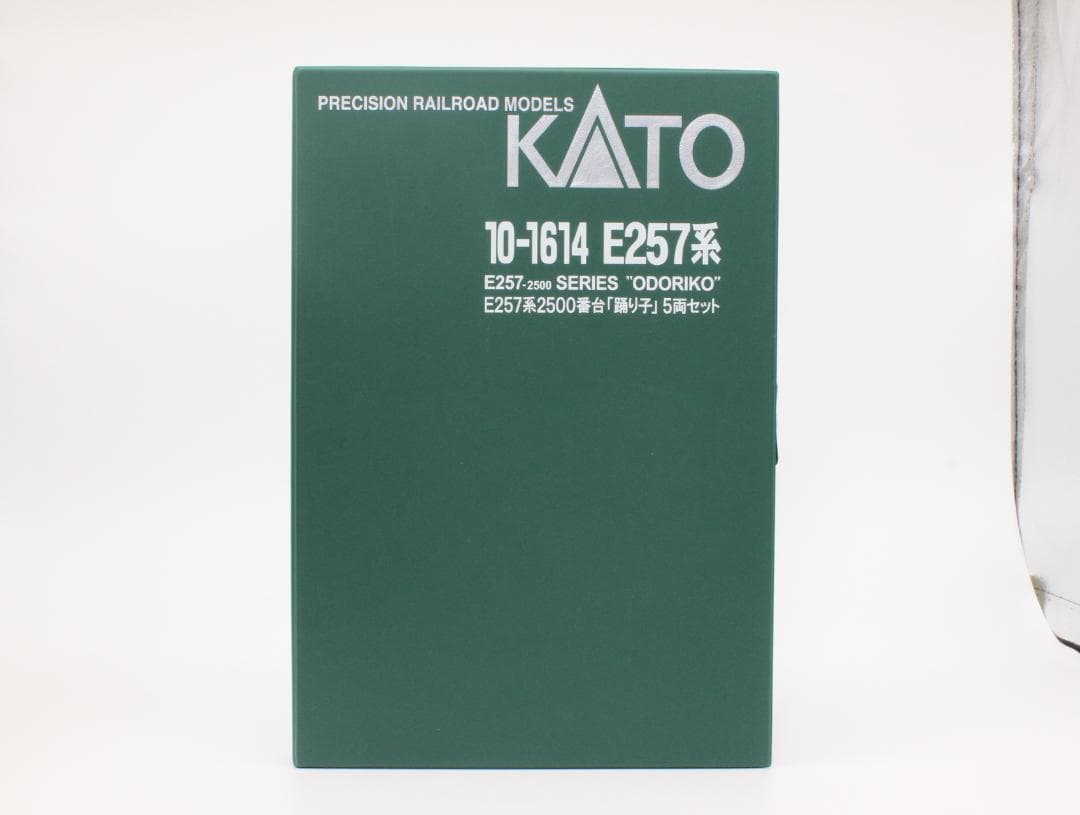 PRECISION RAILROAD MODELS
KATO
10-1614 E257系
E257-2500 SERIES "ODORIKO"
E257系2500番台「踊り子」5両セット